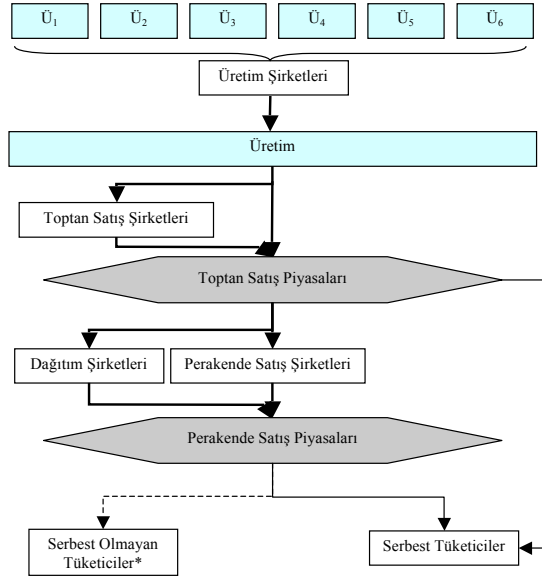 Ü1 Ü2 Ü3 Ü4 Ü5 Ü6
Üretim Şirketleri
Üretim
Toptan Satış Şirketleri
Toptan Satış Piyasaları
Dağıtım Şirketleri
Perakende Satış Şirketleri
Perakende Satış Piyasaları
Serbest Olmayan
Tüketiciler*
Serbest Tüketiciler